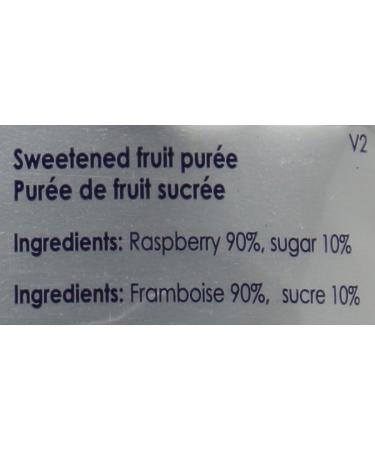 V2
Sweetened fruit purée
Purée de fruit sucrée
Ingredients: Raspberry 90%, sugar 10%
Ingredients: Framboise 90%, sucre 10%